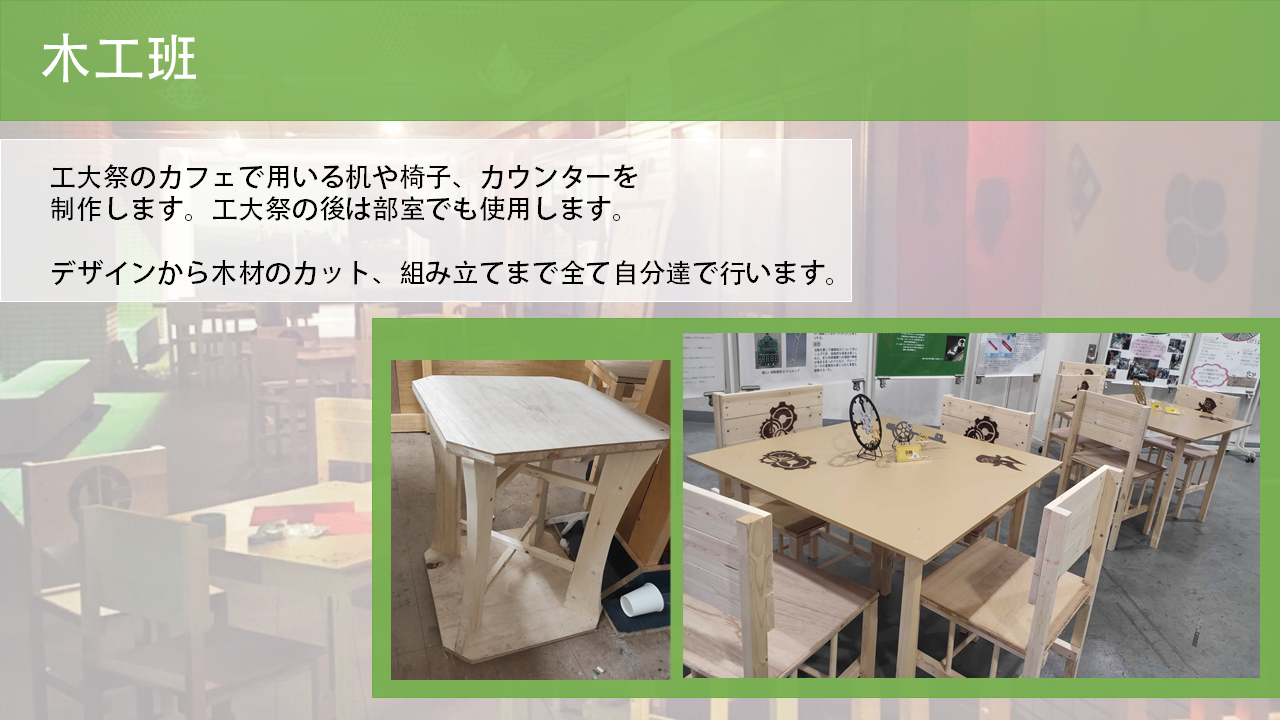 木工班
工大祭のカフェで用いる机や椅子、カウンターを
制作します。工大祭の後は部室でも使用します。
デザインから木材のカット、組み立てまで全て自分達で行います。